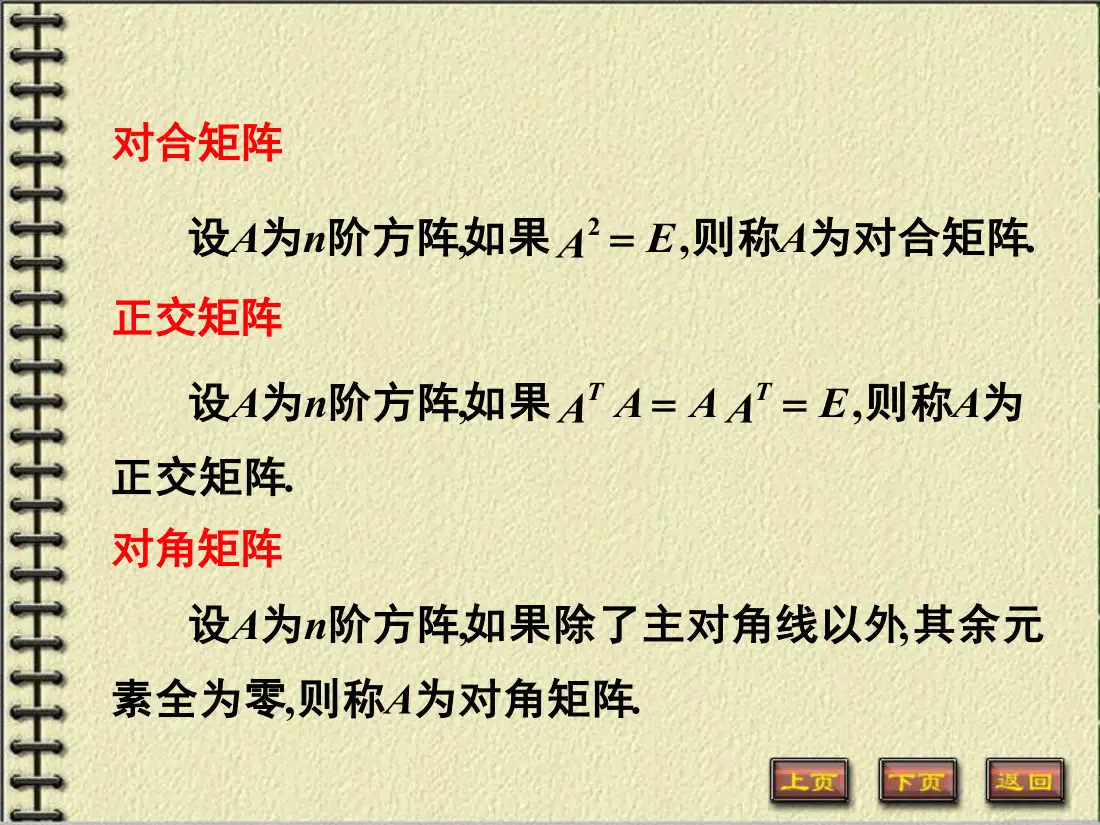 对合矩阵
设A为n阶方阵,如果 A² = E,则称A为对合矩阵.
正交矩阵
设A为n阶方阵,如果 Aᵀ A = A Aᵀ = E,则称A为
正交矩阵.
对角矩阵
设A为n阶方阵,如果除了主对角线以外,其余元
素全为零,则称A为对角矩阵.
上页 下页 返回